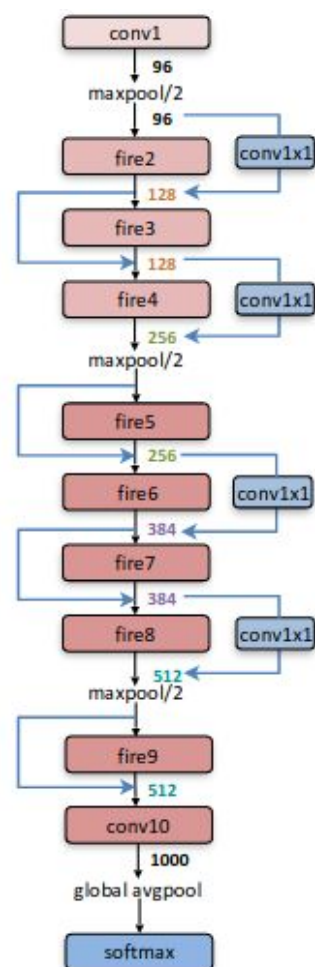 conv1
96
maxpool/2
96
conv1x1
fire2
128
fire3
128
conv1x1
fire4
256
maxpool/2
fire5
256
conv1x1
fire6
384
fire7
384
conv1x1
fire8
512
maxpool/2
fire9
512
conv10
1000
global avgpool
softmax